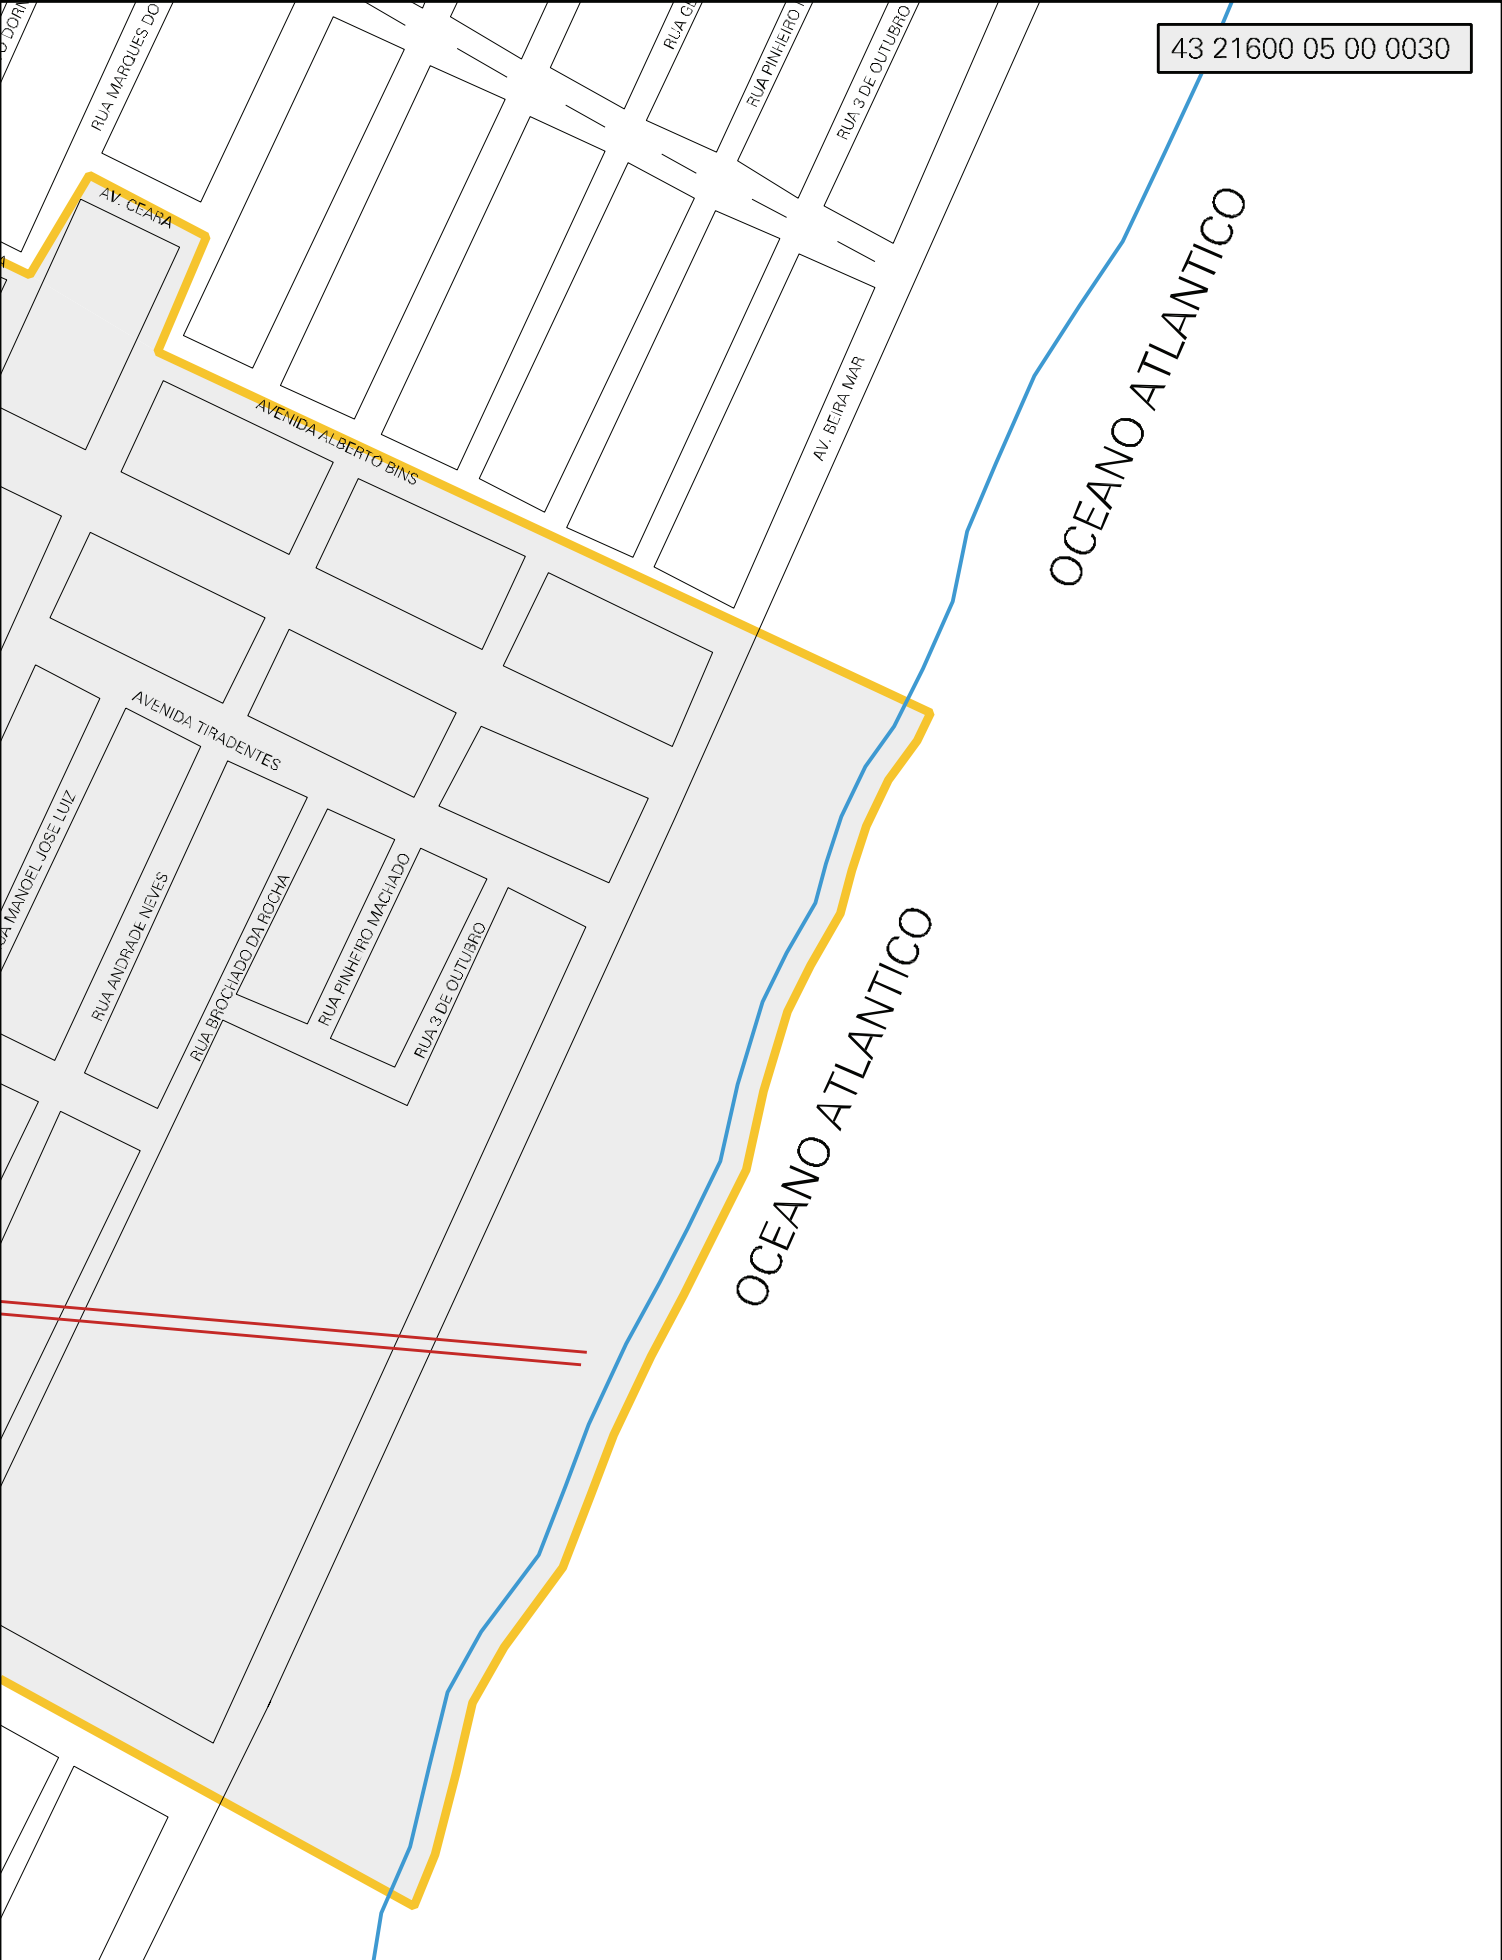 43 21600 05 00 0030
RUA MARQUES DO
RUA PINHEIRO
RUA 3 DE OUTUBRO
AV. CEARA
OCEANO ATLANTICO
AV. BEIRA MAR
AVENIDA ALBERTO BINS
AVENIDA TIRADENTES
MANOEL JOSE LUIZ
RUA ANDRADE NEVES
RUA BROCHADO DA ROCHA
RUA PINHEIRO MACHADO
RUA 3 DE OUTUBRO
OCEANO ATLANTICO